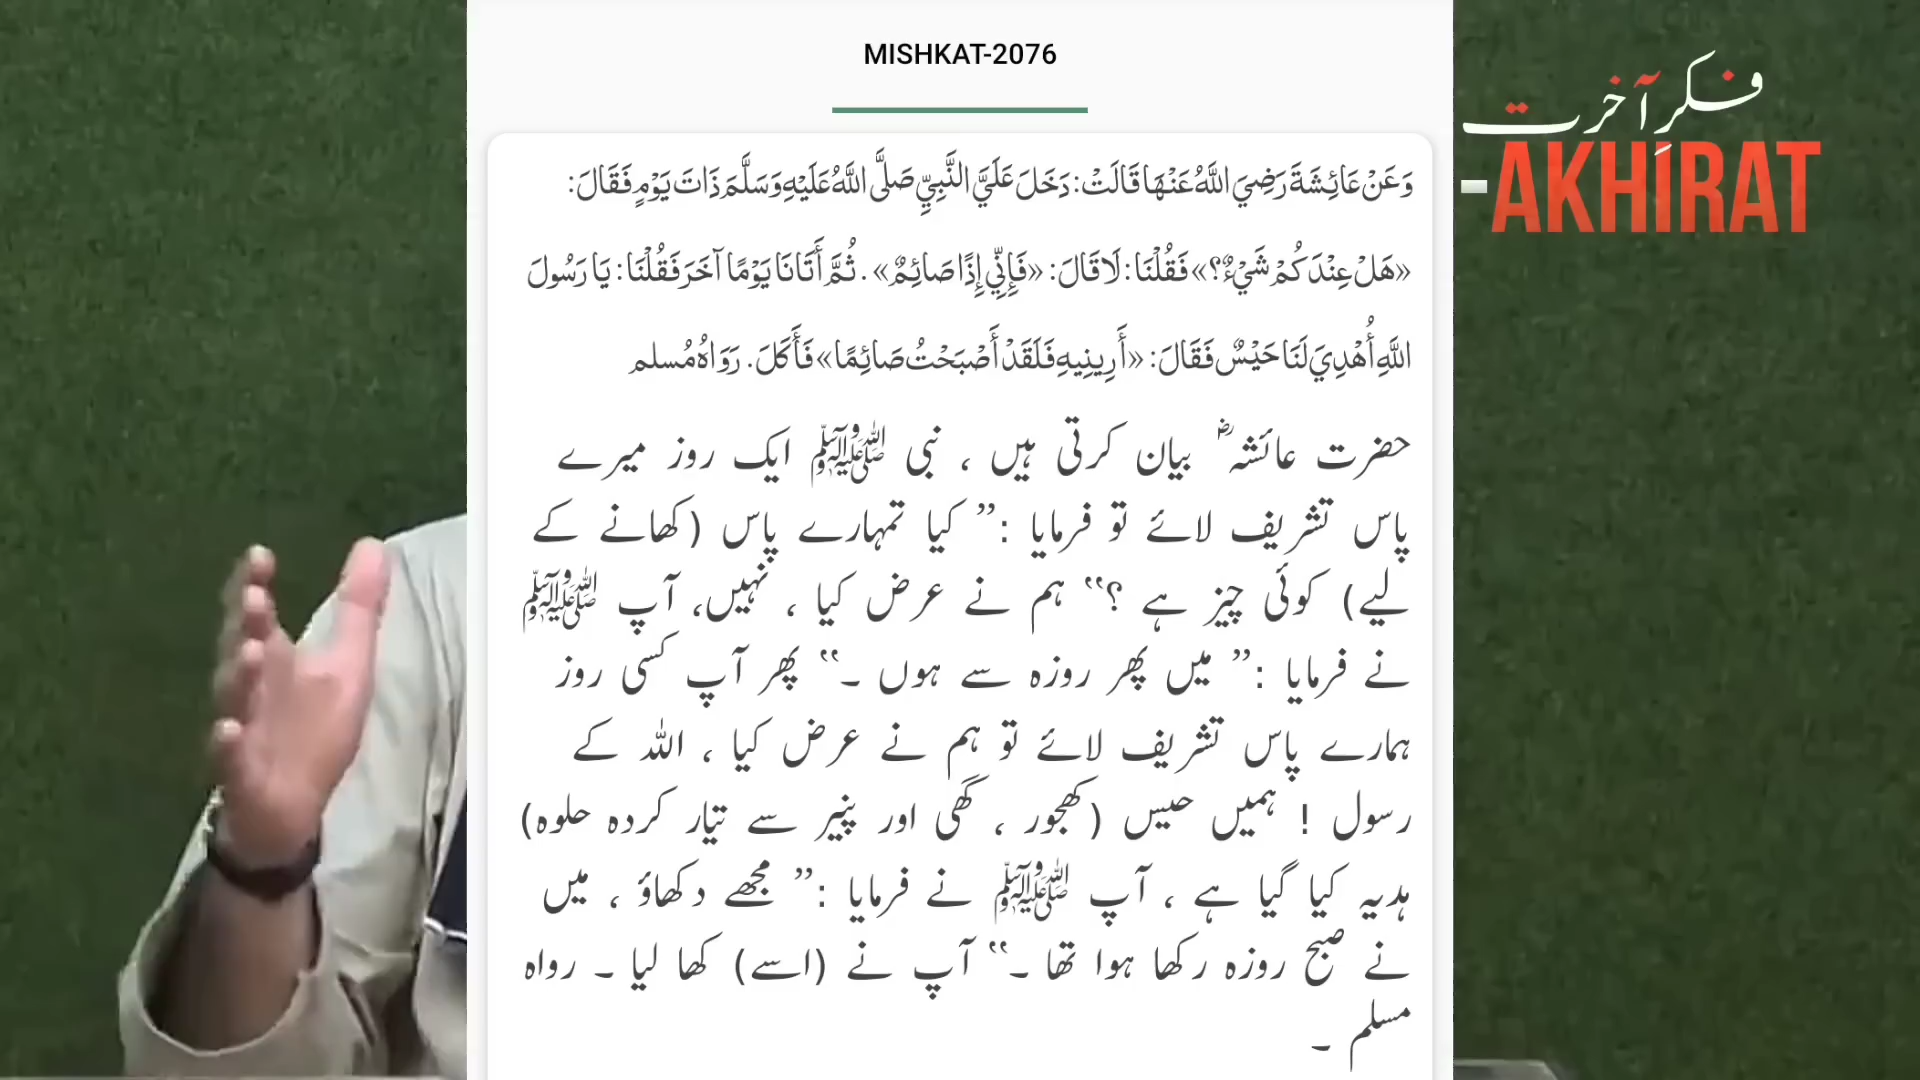 MISHKAT-2076
وَعَنْ عَائِشَةَ رَضِيَ اللَّهُ عَنْهَا قَالَتْ: دَخَلَ عَلَيَّ النَّبِيِّ صَلَّى اللَّهُ عَلَيْهِ وَسَلَّمَ ذَاتَ يَوْمٍ فَقَالَ:
«هَلْ عِنْدَكُمْ شَيْءٌ؟» فَقُلْنَا: لَا قَالَ: «فَإِنِّي إِذًا صَائِمٌ». ثُمَّ أَتَانَا يَوْمًا آخَرَ فَقُلْنَا: يَا رَسُولَ
اللَّهِ أُهْدِيَ لَنَا حَيْسٌ فَقَالَ: «أَرِينِيهِ فَلَقَدْ أَصْبَحْتُ صَائِمًا» فَأَكَلَ. رَوَاهُ مُسلم
حضرت عائشہ ؓ بیان کرتی ہیں ، نبی ﷺ ایک روز میرے
پاس تشریف لائے تو فرمایا :’’ کیا تمہارے پاس (کھانے کے
لیے) کوئی چیز ہے ؟‘‘ ہم نے عرض کیا ، نہیں، آپ ﷺ
نے فرمایا :’’ میں پھر روزہ سے ہوں ۔‘‘ پھر آپ کسی روز
ہمارے پاس تشریف لائے تو ہم نے عرض کیا ، اللہ کے
رسول ! ہمیں حیس (کھجور ، گھی اور پنیر سے تیار کردہ حلوہ)
ہدیہ کیا گیا ہے ، آپ ﷺ نے فرمایا :’’ مجھے دکھاؤ ، میں
نے صبح روزہ رکھا ہوا تھا ۔‘‘ آپ نے (اسے) کھا لیا ۔ رواہ
مسلم ۔
فکرِ آخرت
-AKHIRAT